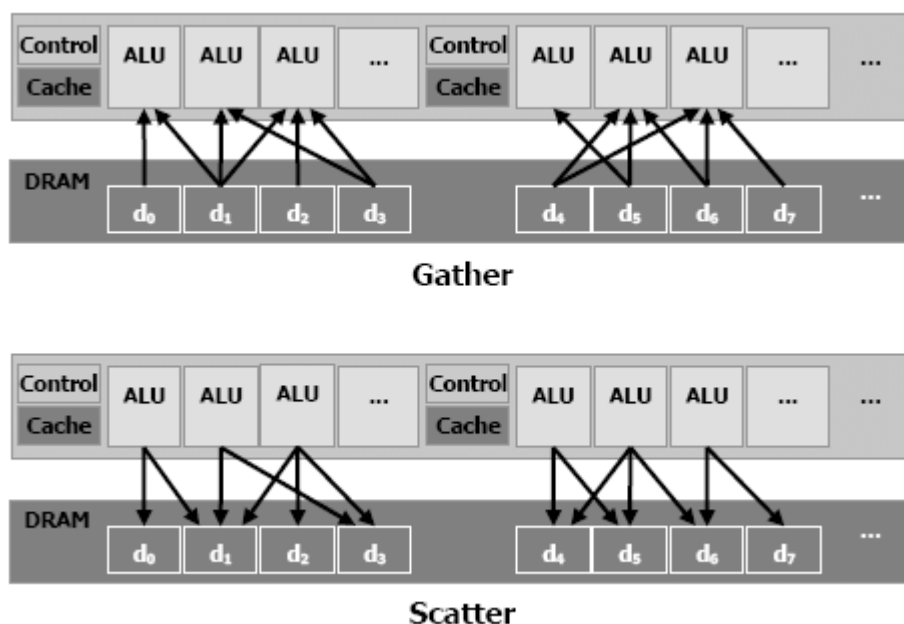 Control
Cache
ALU
ALU
ALU
...
Control
Cache
ALU
ALU
ALU
...
...
DRAM
d₀
d₁
d₂
d₃
d₄
d₅
d₆
d₇
...
Gather
Control
Cache
ALU
ALU
ALU
...
Control
Cache
ALU
ALU
ALU
...
...
DRAM
d₀
d₁
d₂
d₃
d₄
d₅
d₆
d₇
...
Scatter